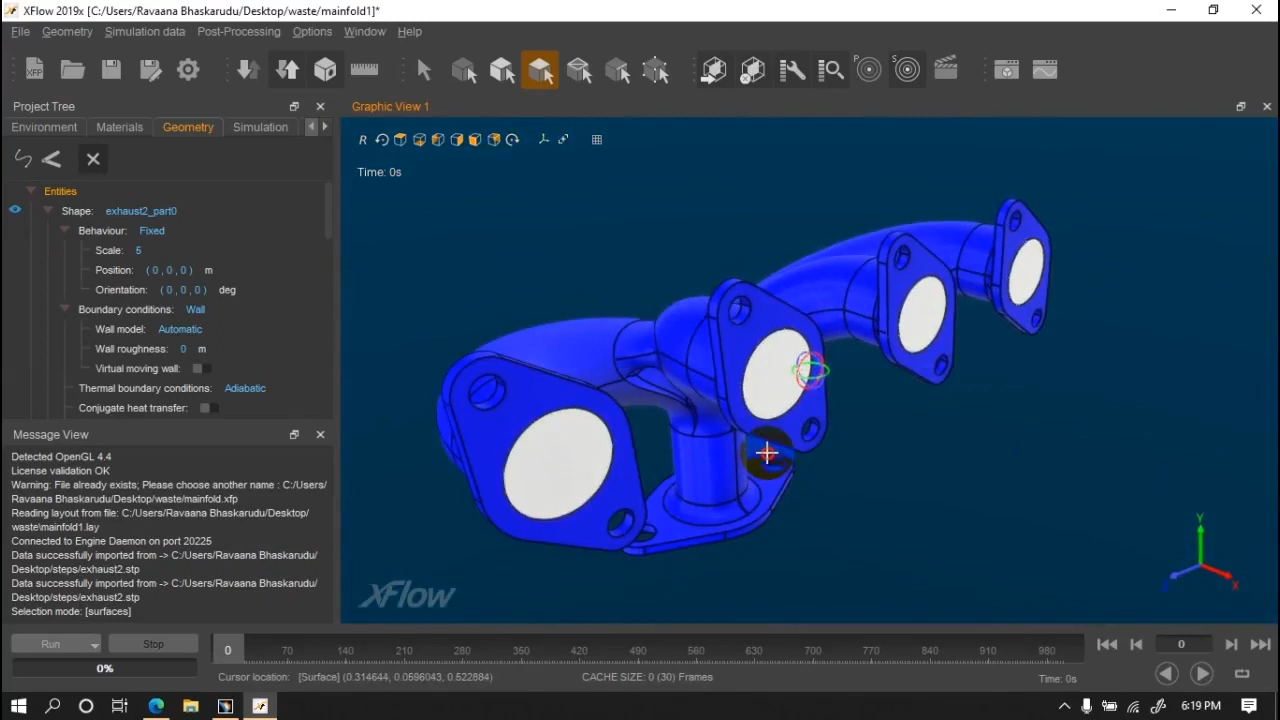 XFlow 2019x [C:/Users/Ravaana Bhaskarudu/Desktop/waste/mainfold1]*
File Geometry Simulation data Post-Processing Options Window Help
Project Tree
Graphic View 1
Environment Materials Geometry Simulation
R
Time: 0s
Entities
Shape: exhaust2_part0
Behaviour: Fixed
Scale: 5
Position: ( 0 , 0 , 0 ) m
Orientation: ( 0 , 0 , 0 ) deg
Boundary conditions: Wall
Wall model: Automatic
Wall roughness: 0 m
Virtual moving wall:
Thermal boundary conditions: Adiabatic
Conjugate heat transfer:
Message View
Detected OpenGL 4.4
License validation OK
Warning: File already exists; Please choose another name : C:/Users/
Ravaana Bhaskarudu/Desktop/waste/mainfold.xfp
Reading layout from file: C:/Users/Ravaana Bhaskarudu/Desktop/
waste\mainfold1.lay
Connected to Engine Daemon on port 20225
Data successfully imported from -> C:/Users/Ravaana Bhaskarudu/
Desktop/steps/exhaust2.stp
Data successfully imported from -> C:/Users/Ravaana Bhaskarudu/
Desktop/steps/exhaust2.stp
Selection mode: [surfaces]
XFlow
Y
X
Run Stop
0 70 140 210 280 350 420 490 560 630 700 770 840 910 980
0
0%
Cursor location: [Surface] (0.314644, 0.0596043, 0.522884) CACHE SIZE: 0 (30) Frames Time: 0s
6:19 PM